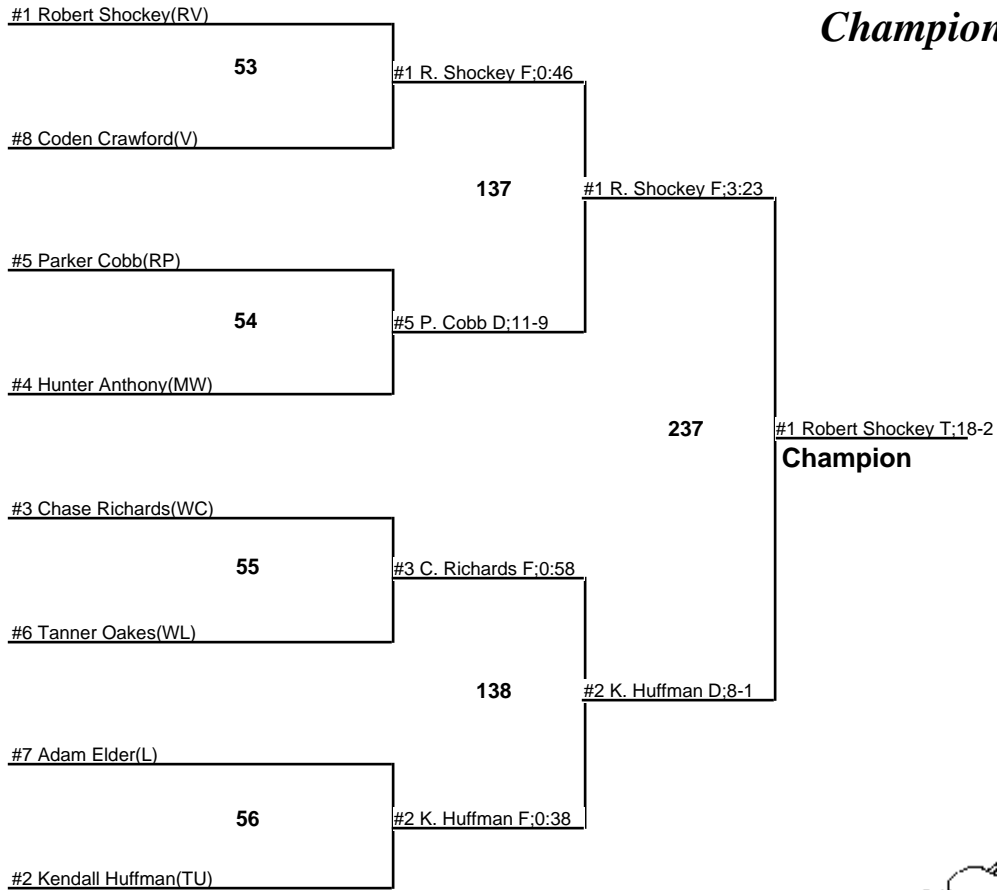 #1 Robert Shockey(RV)
Champion
53
#1 R. Shockey F;0:46
#8 Coden Crawford(V)
137
#1 R. Shockey F;3:23
#5 Parker Cobb(RP)
54
#5 P. Cobb D;11-9
#4 Hunter Anthony(MW)
237
#1 Robert Shockey T;18-2
Champion
#3 Chase Richards(WC)
55
#3 C. Richards F;0:58
#6 Tanner Oakes(WL)
138
#2 K. Huffman D;8-1
#7 Adam Elder(L)
56
#2 K. Huffman F;0:38
#2 Kendall Huffman(TU)